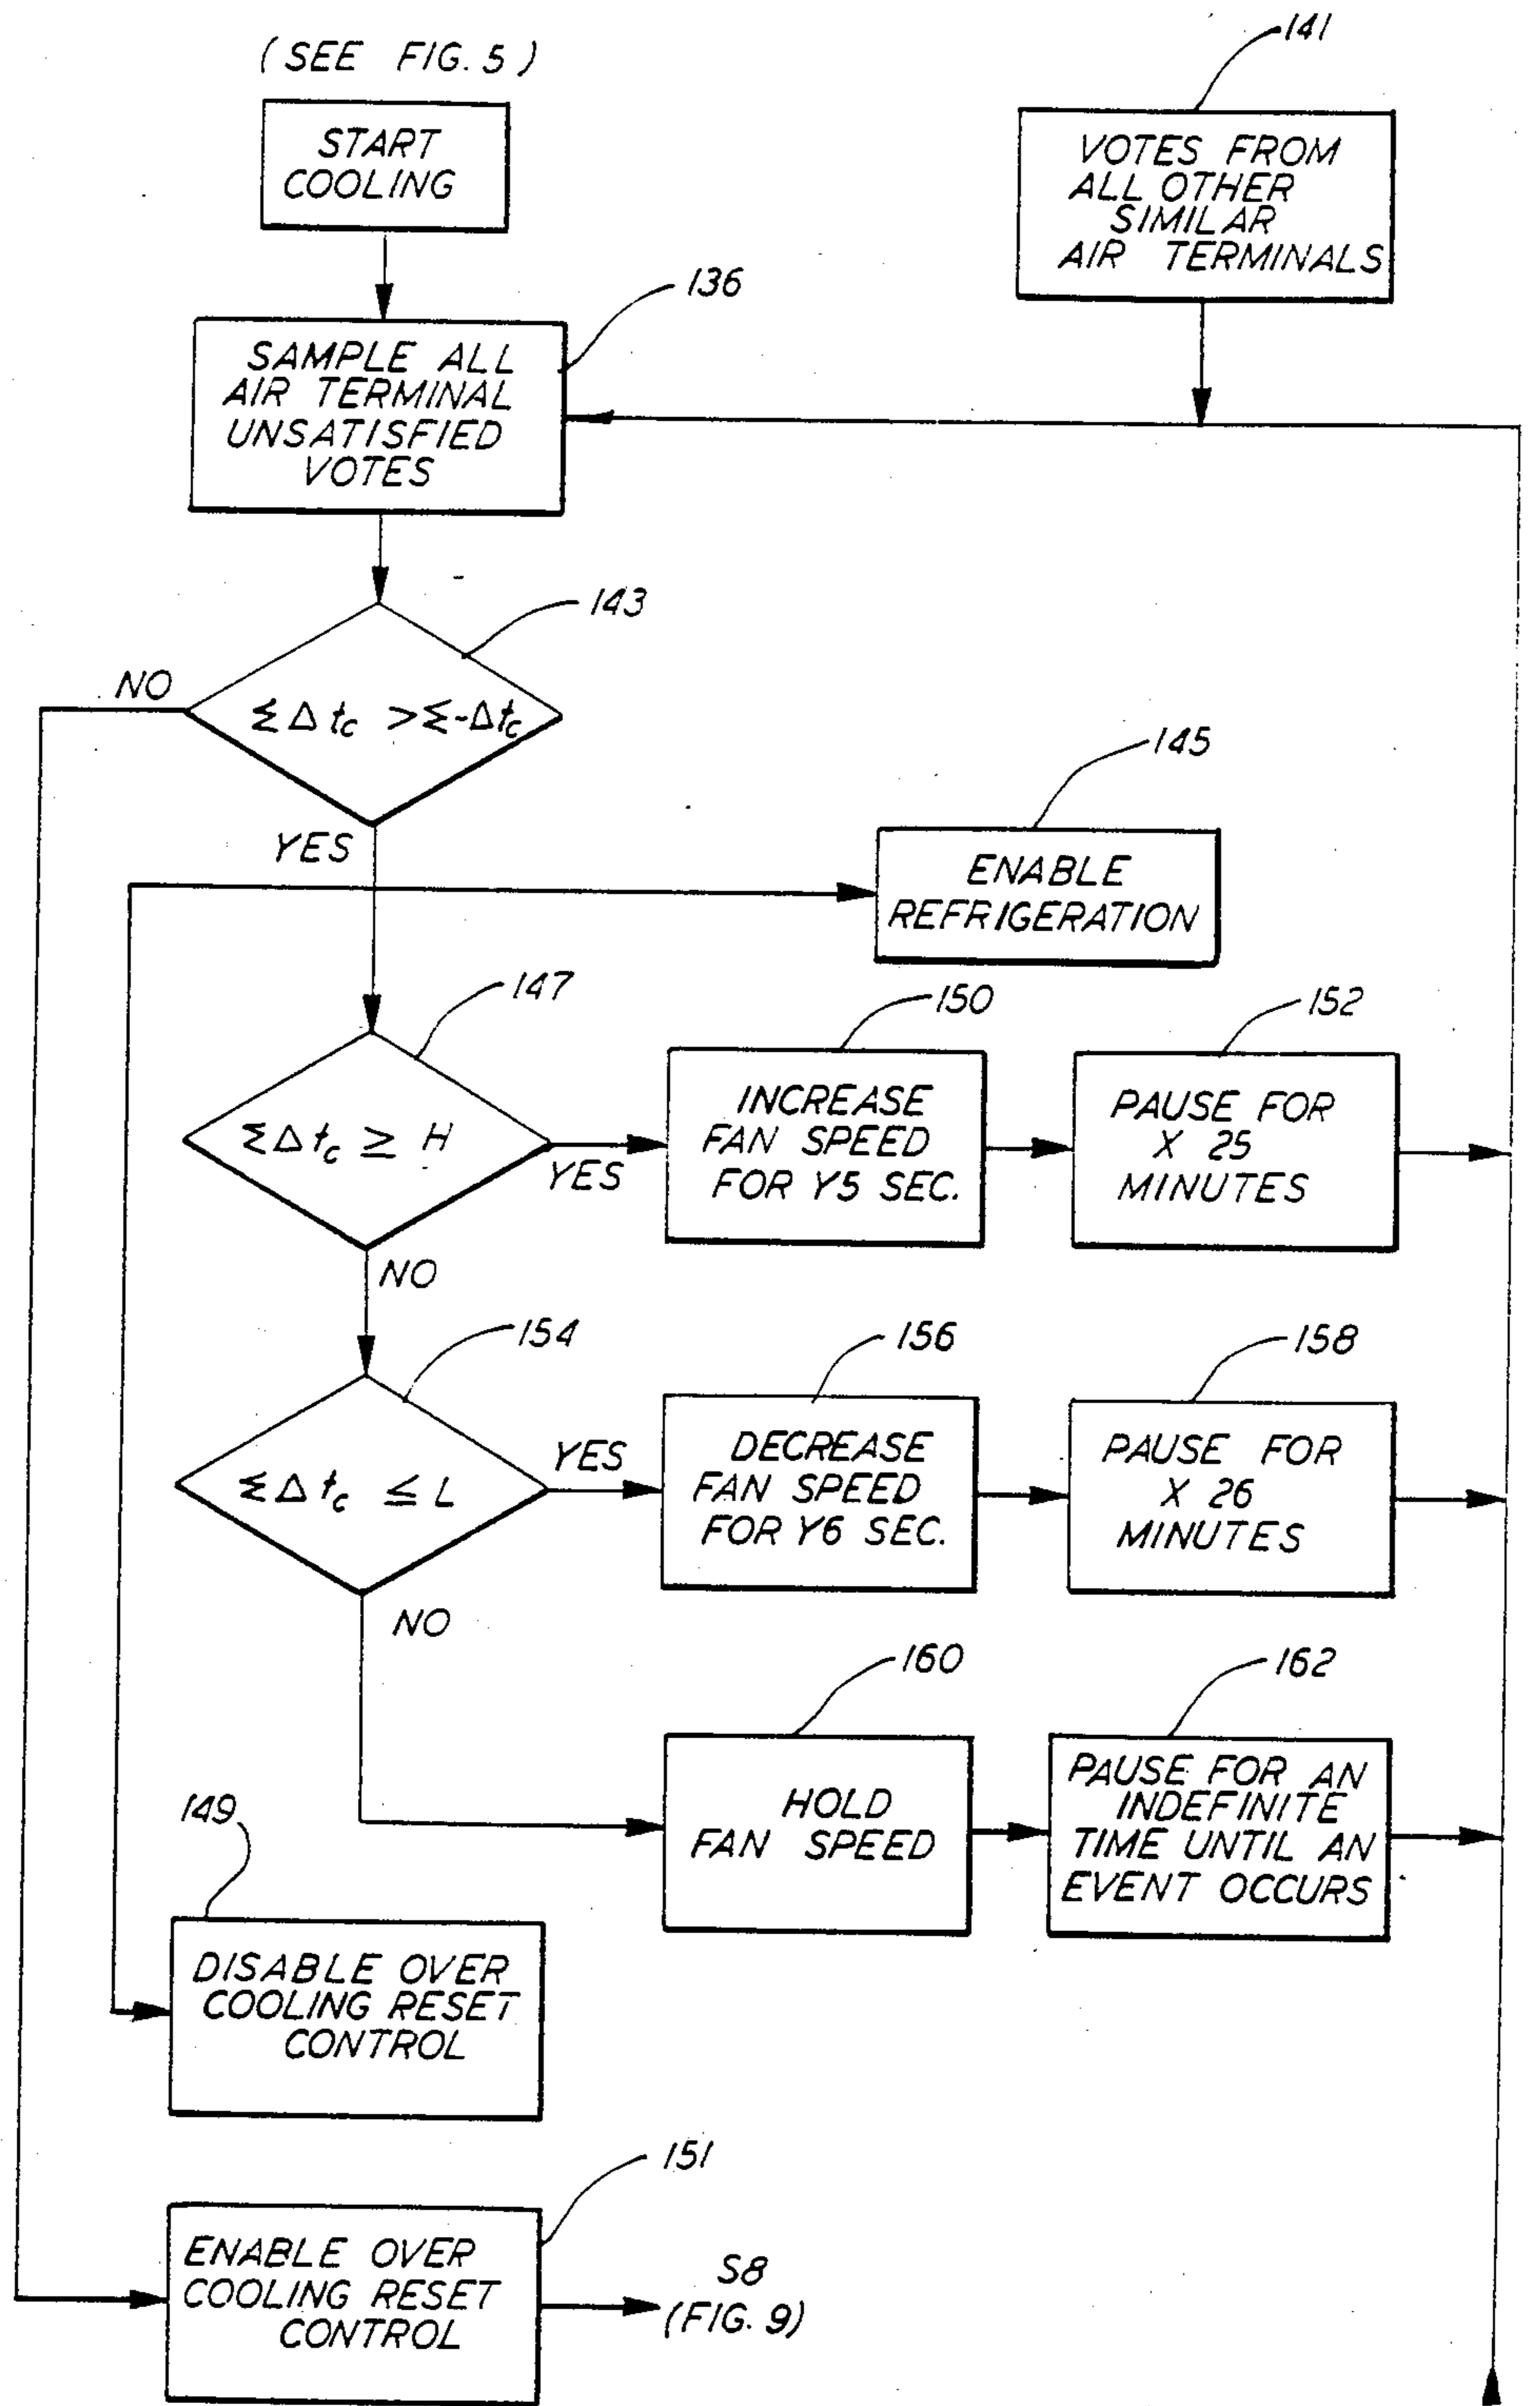 (SEE FIG. 5)
START
COOLING
141
VOTES FROM
ALL OTHER
SIMILAR
AIR TERMINALS
136
SAMPLE ALL
AIR TERMINAL
UNSATISFIED
VOTES
143
NO
Σ Δ tc > Σ-Δtc
YES
145
ENABLE
REFRIGERATION
147
Σ Δ tc ≥ H
YES
NO
150
INCREASE
FAN SPEED
FOR Y5 SEC.
152
PAUSE FOR
X 25
MINUTES
154
Σ Δ tc ≤ L
YES
NO
156
DECREASE
FAN SPEED
FOR Y6 SEC.
158
PAUSE FOR
X 26
MINUTES
160
HOLD
FAN SPEED
162
PAUSE FOR AN
INDEFINITE
TIME UNTIL AN
EVENT OCCURS
149
DISABLE OVER
COOLING RESET
CONTROL
151
ENABLE OVER
COOLING RESET
CONTROL
S8
(FIG. 9)